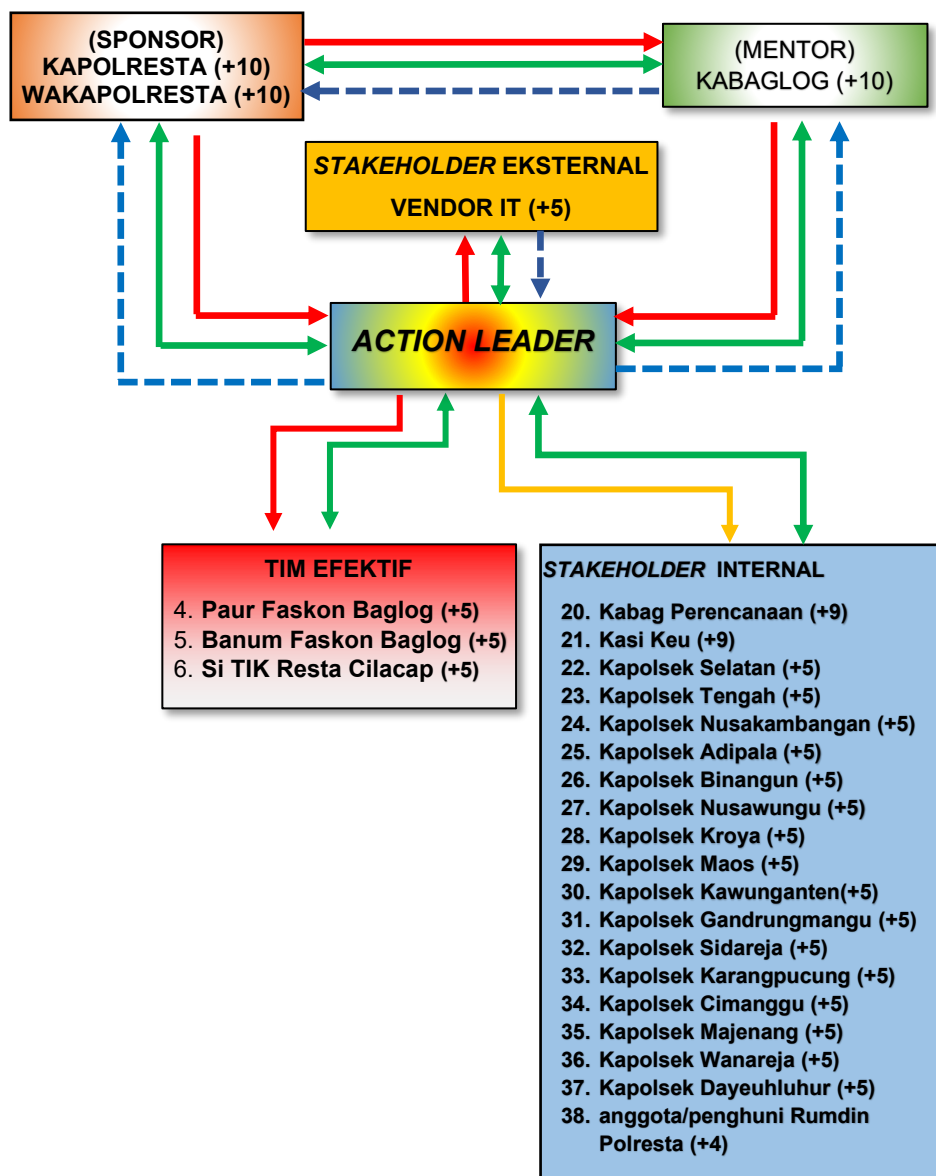 (SPONSOR)
KAPOLRESTA (+10)
WAKAPOLRESTA (+10)
(MENTOR)
KABAGLOG (+10)
STAKEHOLDER EKSTERNAL
VENDOR IT (+5)
ACTION LEADER
TIM EFEKTIF
4. Paur Faskon Baglog (+5)
5. Banum Faskon Baglog (+5)
6. Si TIK Resta Cilacap (+5)
STAKEHOLDER INTERNAL
20. Kabag Perencanaan (+9)
21. Kasi Keu (+9)
22. Kapolsek Selatan (+5)
23. Kapolsek Tengah (+5)
24. Kapolsek Nusakambangan (+5)
25. Kapolsek Adipala (+5)
26. Kapolsek Binangun (+5)
27. Kapolsek Nusawungu (+5)
28. Kapolsek Kroya (+5)
29. Kapolsek Maos (+5)
30. Kapolsek Kawunganten(+5)
31. Kapolsek Gandrungmangu (+5)
32. Kapolsek Sidareja (+5)
33. Kapolsek Karangpucung (+5)
34. Kapolsek Cimanggu (+5)
35. Kapolsek Majenang (+5)
36. Kapolsek Wanareja (+5)
37. Kapolsek Dayeuhluhur (+5)
38. anggota/penghuni Rumdin
Polresta (+4)